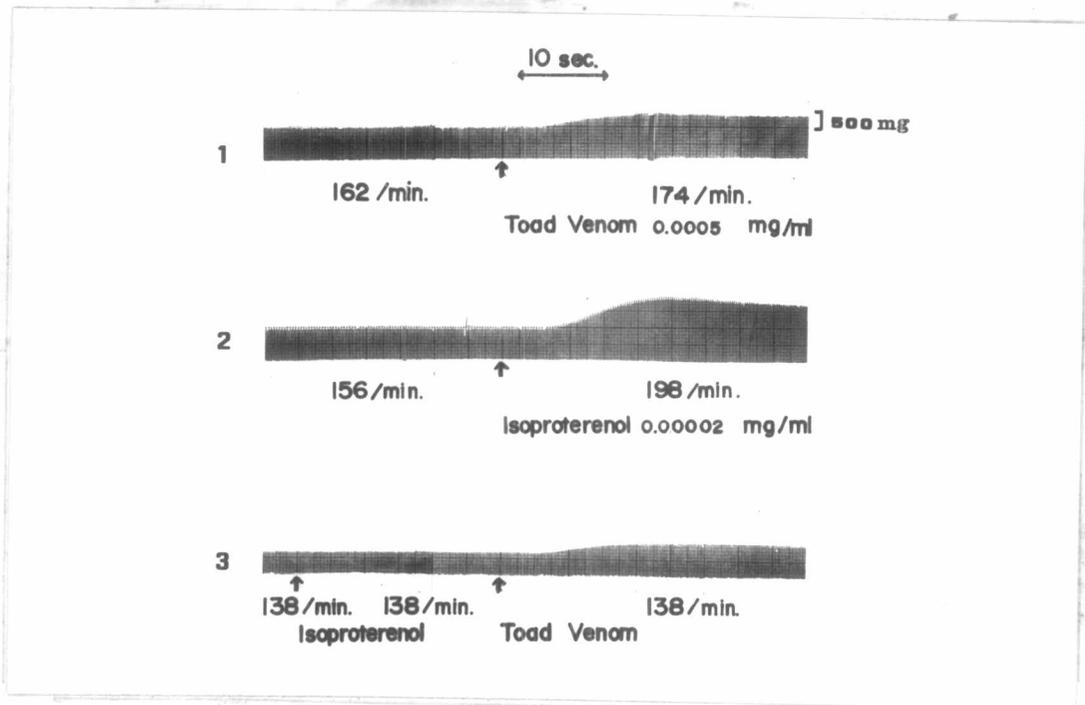 10 sec.
500 mg
1
162 /min.
174 /min.
Toad Venom 0.0005 mg/ml
2
156 /min.
198 /min.
Isoproterenol 0.00002 mg/ml
3
138 /min. 138 /min. 138 /min.
Isoproterenol Toad Venom